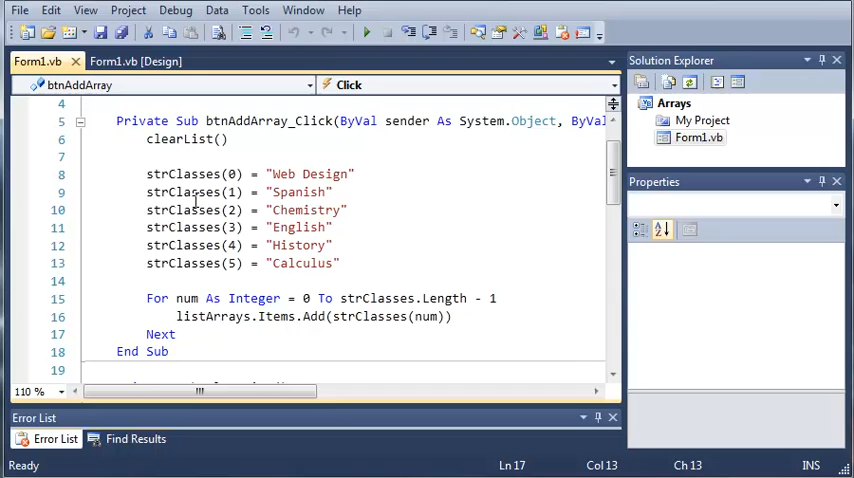 File Edit View Project Debug Data Tools Window Help
Form1.vb Form1.vb [Design]
btnAddArray Click
4
5 Private Sub btnAddArray_Click(ByVal sender As System.Object, ByVal
6 clearList()
7
8 strClasses(0) = "Web Design"
9 strClasses(1) = "Spanish"
10 strClasses(2) = "Chemistry"
11 strClasses(3) = "English"
12 strClasses(4) = "History"
13 strClasses(5) = "Calculus"
14
15 For num As Integer = 0 To strClasses.Length - 1
16 listArrays.Items.Add(strClasses(num))
17 Next
18 End Sub
19
110 %
Solution Explorer
Arrays
My Project
Form1.vb
Properties
Error List
Error List Find Results
Ready Ln 17 Col 13 Ch 13 INS